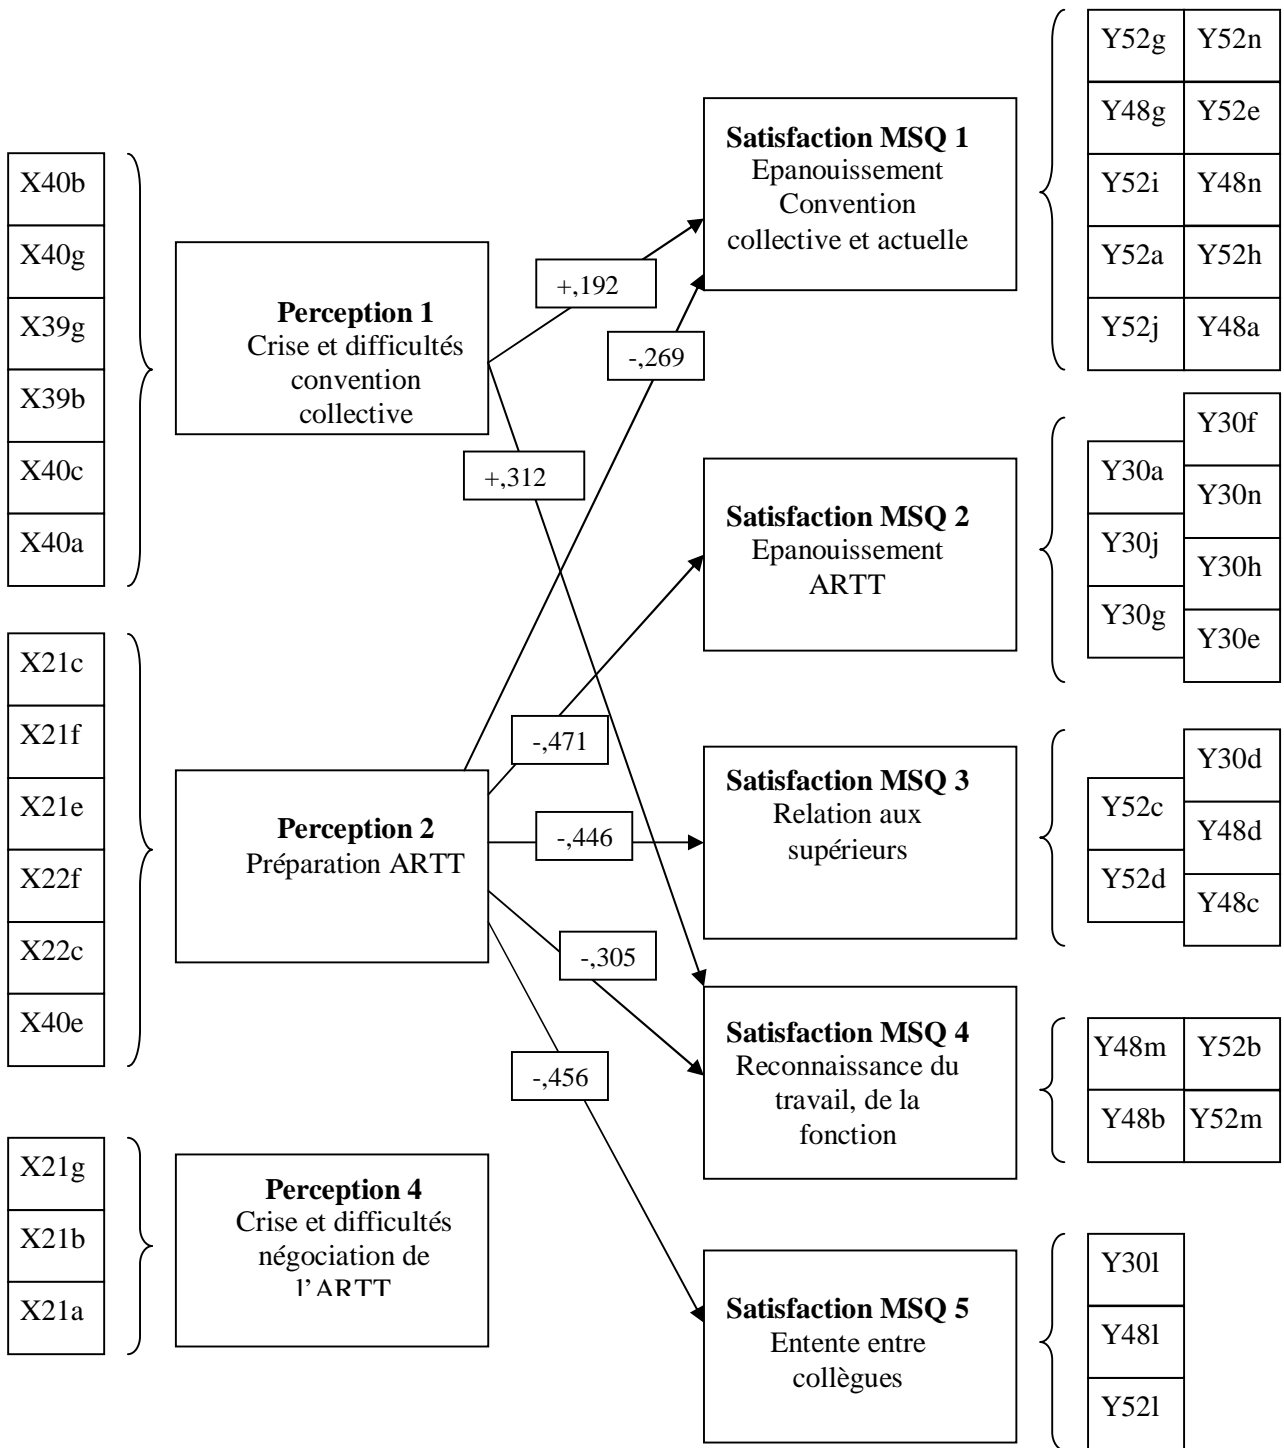 X40b
X40g
X39g
X39b
X40c
X40a
X21c
X21f
X21e
X22f
X22c
X40e
X21g
X21b
X21a
Perception 1
Crise et difficultés
convention
collective
Perception 2
Préparation ARTT
Perception 4
Crise et difficultés
négociation de
l'ARTT
+,192
-,269
+,312
-,471
-,446
-,305
-,456
Satisfaction MSQ 1
Epanouissement
Convention
collective et actuelle
Satisfaction MSQ 2
Epanouissement
ARTT
Satisfaction MSQ 3
Relation aux
supérieurs
Satisfaction MSQ 4
Reconnaissance du
travail, de la
fonction
Satisfaction MSQ 5
Entente entre
collègues
Y52g Y52n
Y48g Y52e
Y52i Y48n
Y52a Y52h
Y52j Y48a
Y30f
Y30a
Y30n
Y30j
Y30h
Y30g
Y30e
Y30d
Y52c
Y48d
Y52d
Y48c
Y48m Y52b
Y48b Y52m
Y30l
Y48l
Y52l